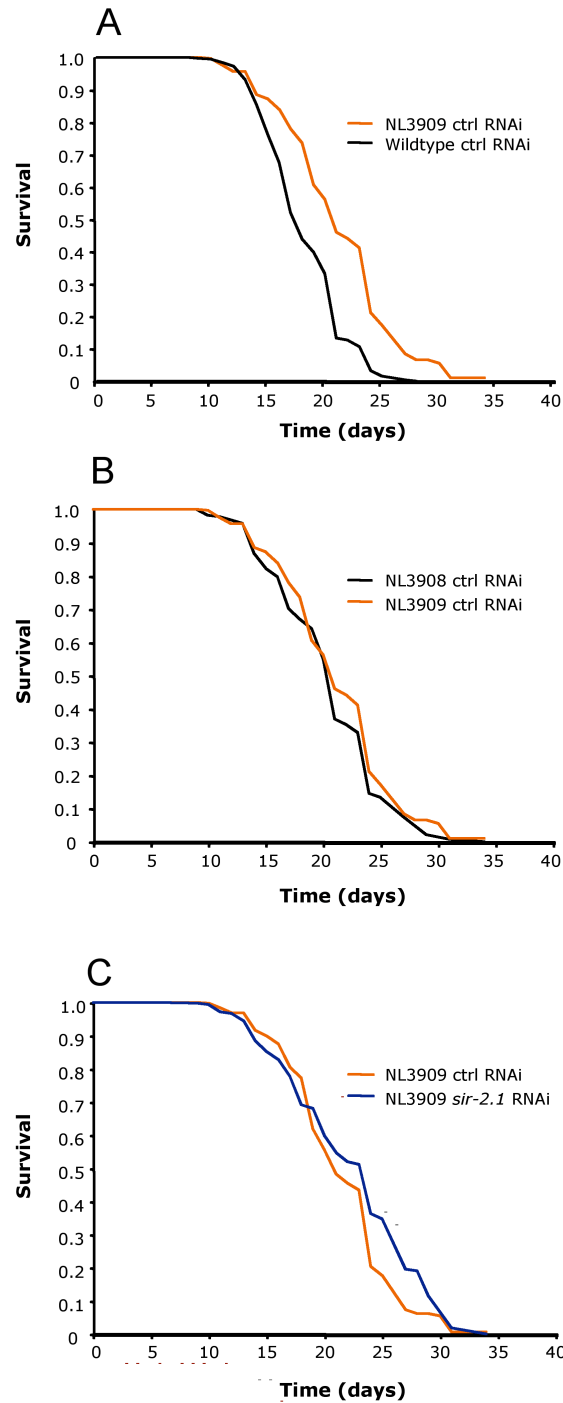 A
1.0
0.9
0.8
0.7
0.6
0.5
0.4
0.3
0.2
0.1
0
Survival
NL3909 ctrl RNAi
Wildtype ctrl RNAi
0 5 10 15 20 25 30 35 40
Time (days)
B
1.0
0.9
0.8
0.7
0.6
0.5
0.4
0.3
0.2
0.1
0
Survival
NL3908 ctrl RNAi
NL3909 ctrl RNAi
0 5 10 15 20 25 30 35 40
Time (days)
C
1.0
0.9
0.8
0.7
0.6
0.5
0.4
0.3
0.2
0.1
0
Survival
NL3909 ctrl RNAi
NL3909 sir-2.1 RNAi
0 5 10 15 20 25 30 35 40
Time (days)